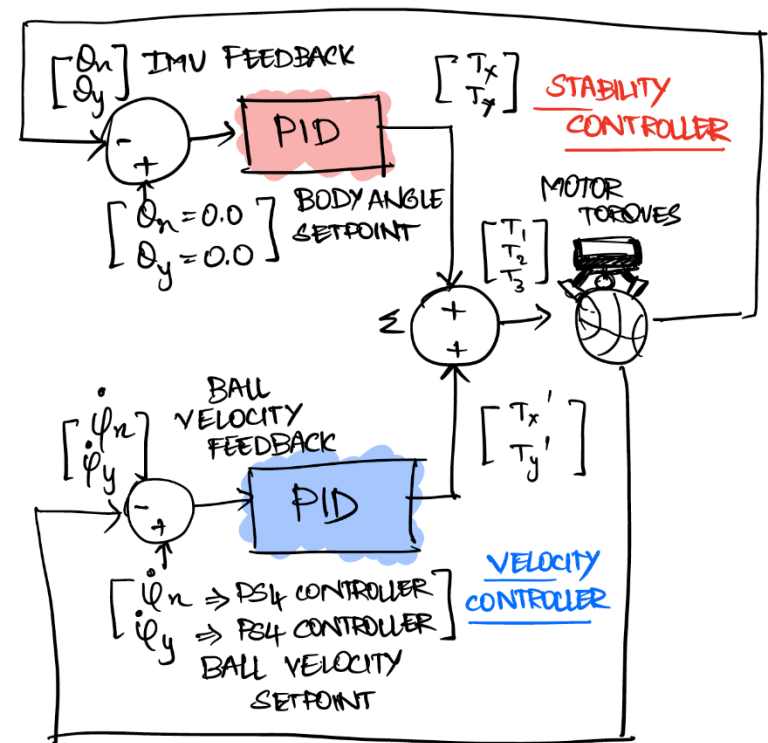 [θx
θy] IMU FEEDBACK
-
+
PID
[Tx
Ty]
STABILITY
CONTROLLER
[θx = 0.0
θy = 0.0]
BODY ANGLE
SETPOINT
MOTOR
TORQUES
[T1
T2
T3]
Σ
+
+
[φ̇x
φ̇y]
BALL
VELOCITY
FEEDBACK
-
+
PID
[Tx'
Ty']
[φ̇x ⇒ PS4 CONTROLLER
φ̇y ⇒ PS4 CONTROLLER]
BALL VELOCITY
SETPOINT
VELOCITY
CONTROLLER